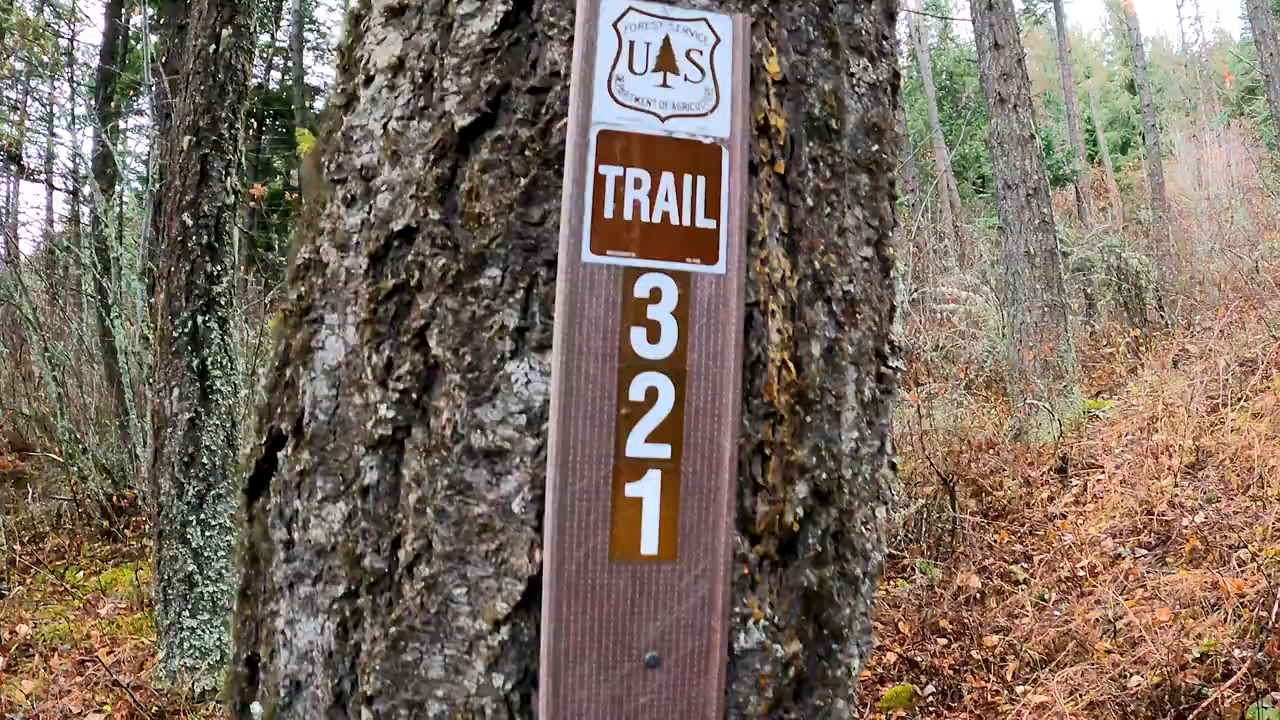 FOREST SERVICE
U S
DEPARTMENT OF AGRICULTURE
TRAIL
3
2
1